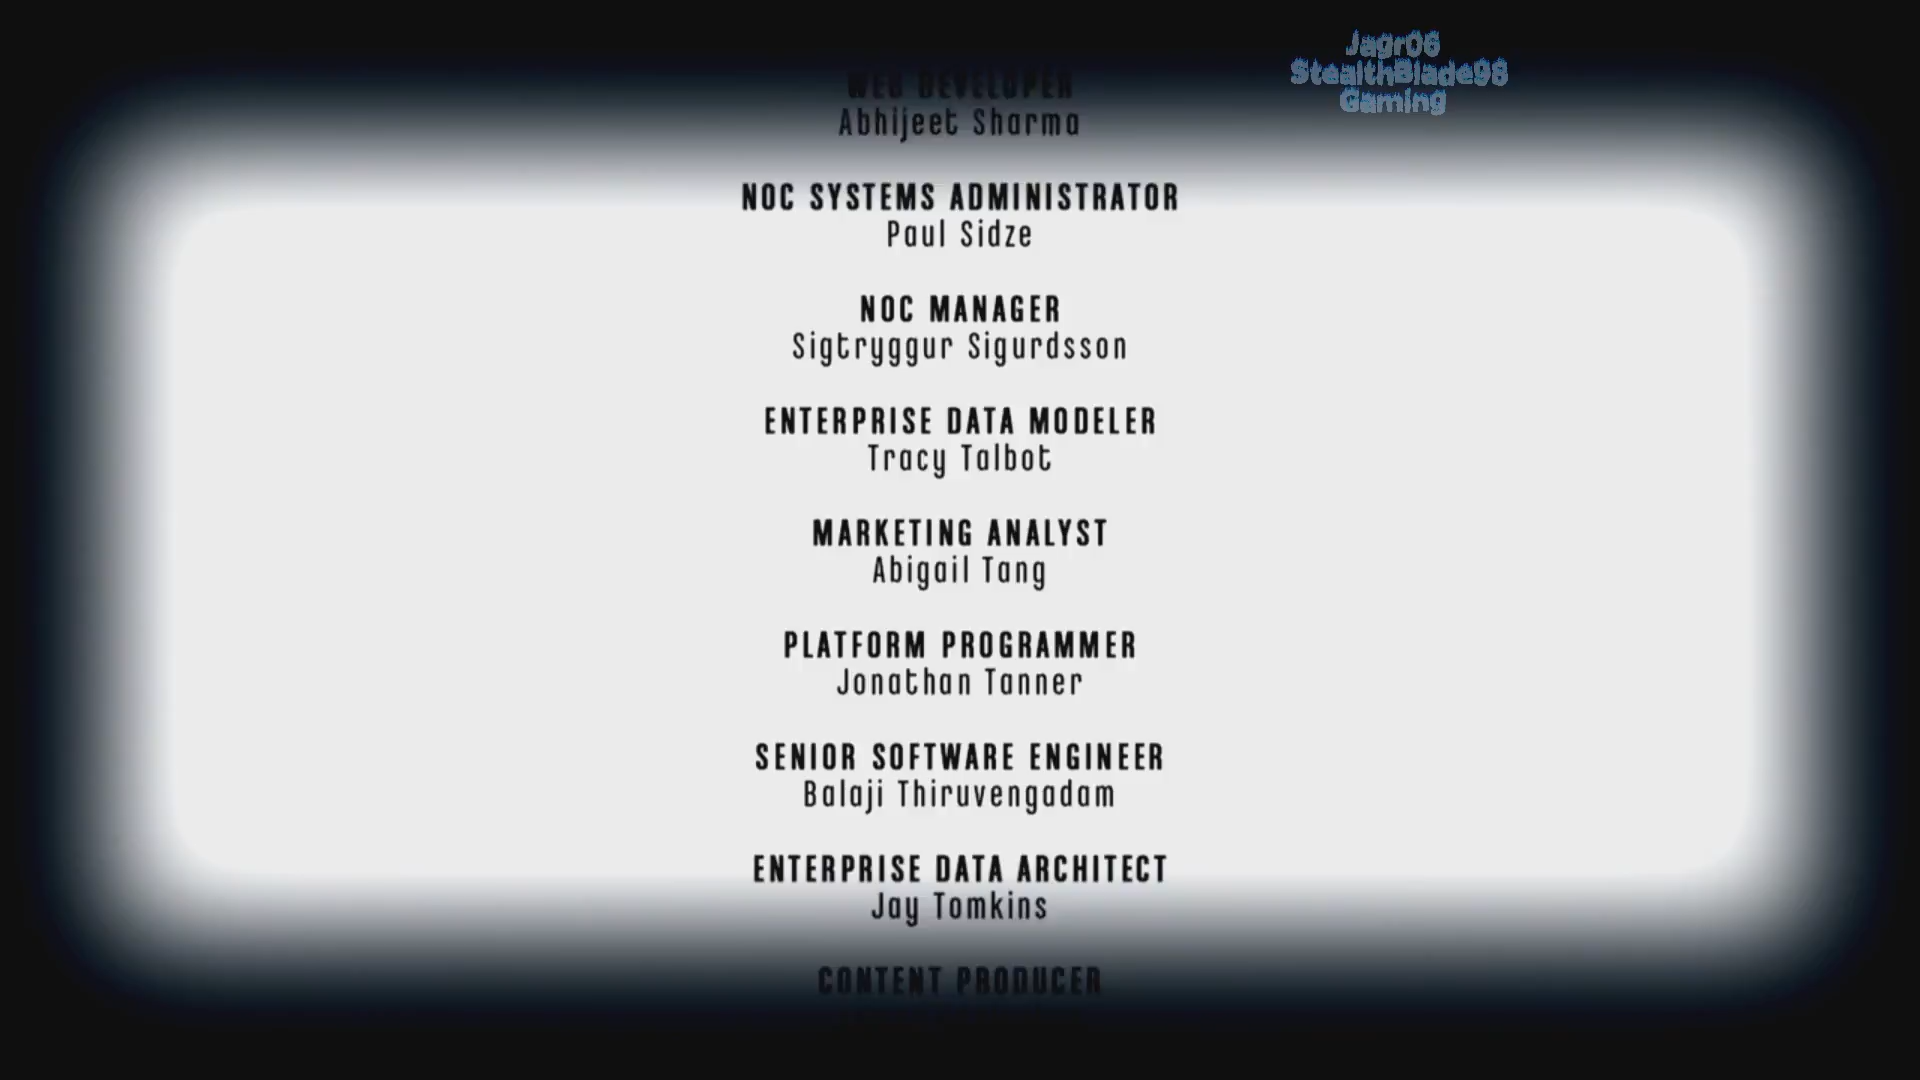 Jagr06
StealthBlade98
Gaming
WEB DEVELOPER
Abhijeet Sharma
NOC SYSTEMS ADMINISTRATOR
Paul Sidze
NOC MANAGER
Sigtryggur Sigurdsson
ENTERPRISE DATA MODELER
Tracy Talbot
MARKETING ANALYST
Abigail Tang
PLATFORM PROGRAMMER
Jonathan Tanner
SENIOR SOFTWARE ENGINEER
Balaji Thiruvengadam
ENTERPRISE DATA ARCHITECT
Jay Tomkins
CONTENT PRODUCER